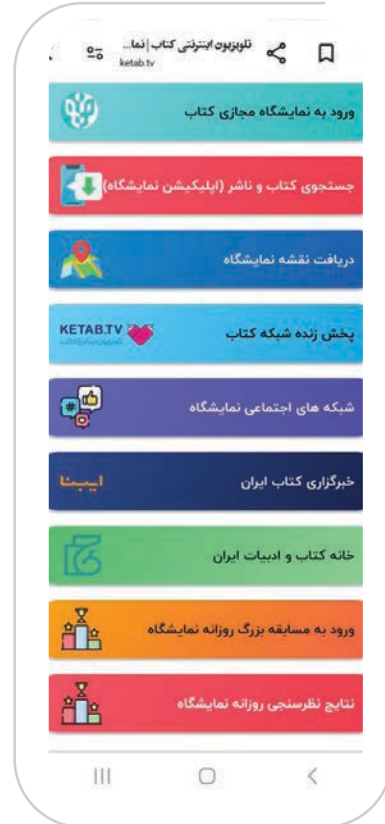 تلویزیون اینترنتی کتاب | نما...
ketab.tv
ورود به نمایشگاه مجازی کتاب
جستجوی کتاب و ناشر (اپلیکیشن نمایشگاه)
دریافت نقشه نمایشگاه
پخش زنده شبکه کتاب
KETAB.TV
شبکه های اجتماعی نمایشگاه
خبرگزاری کتاب ایران
ایبنا
خانه کتاب و ادبیات ایران
ورود به مسابقه بزرگ روزانه نمایشگاه
نتایج نظرسنجی روزانه نمایشگاه